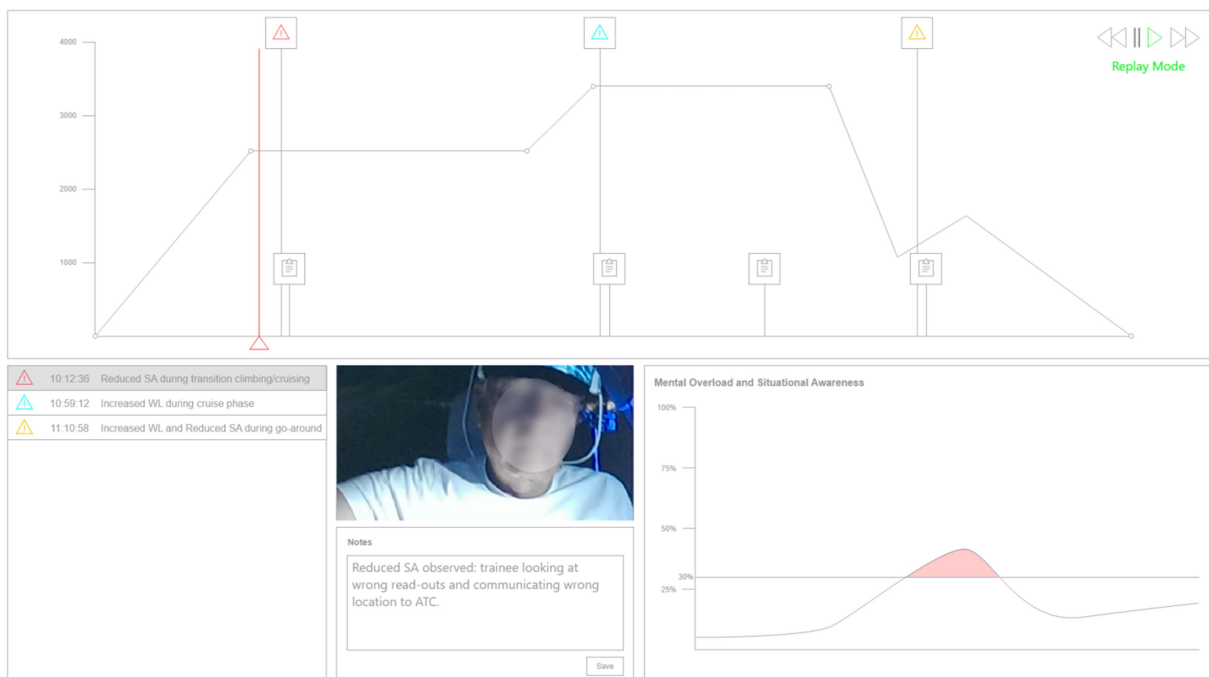 4000
3000
2000
1000
Replay Mode
10:12:36 Reduced SA during transition climbing/cruising
10:59:12 Increased WL during cruise phase
11:10:58 Increased WL and Reduced SA during go-around
Notes
Reduced SA observed: trainee looking at
wrong read-outs and communicating wrong
location to ATC.
Save
Mental Overload and Situational Awareness
100%
75%
50%
30%
25%